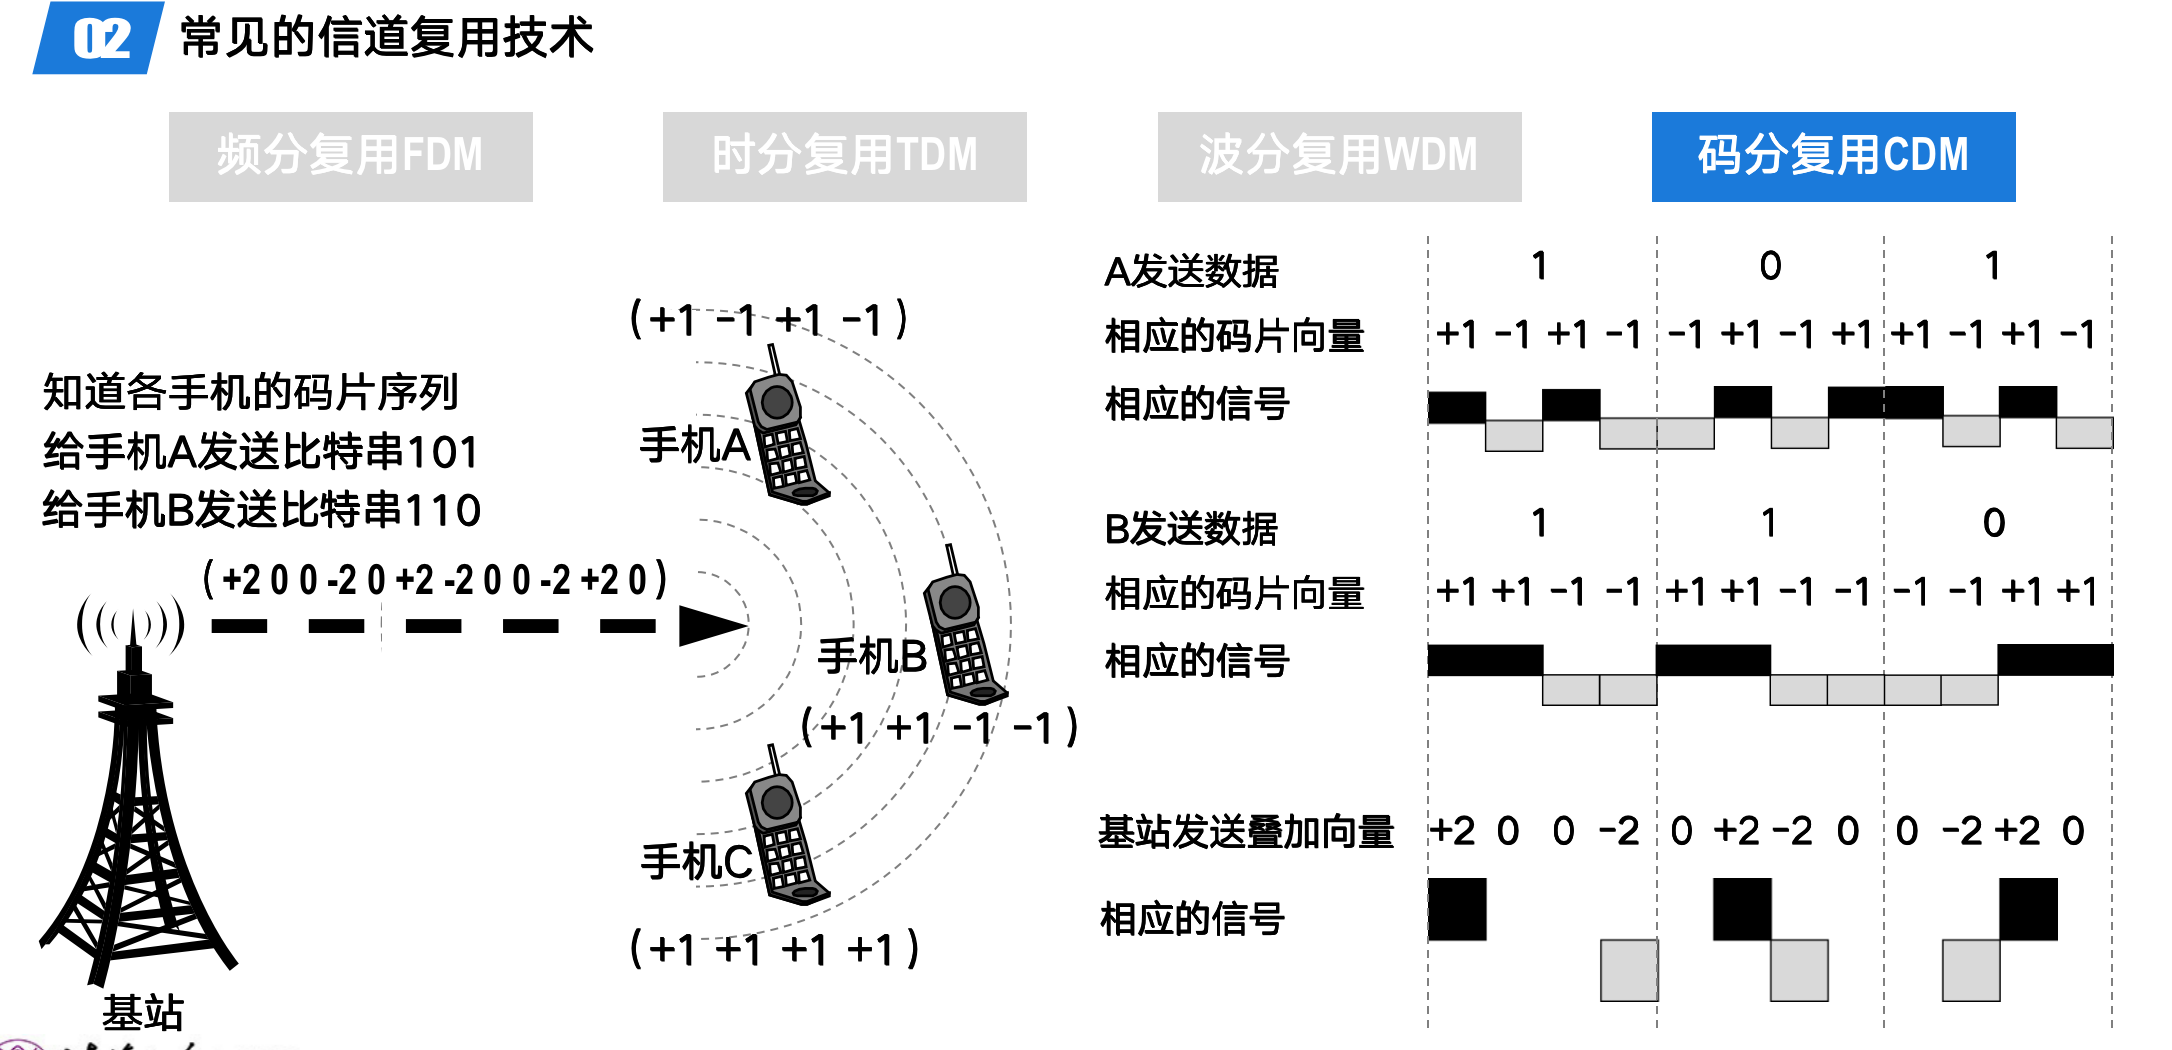 02 常见的信道复用技术
频分复用FDM 时分复用TDM 波分复用WDM 码分复用CDM
知道各手机的码片序列
给手机A发送比特串101
给手机B发送比特串110
(+2 0 0 -2 0 +2 -2 0 0 -2 +2 0)
基站
(+1 -1 +1 -1)
手机A
手机B
(+1 +1 -1 -1)
手机C
(+1 +1 +1 +1)
A发送数据 1 0 1
相应的码片向量 +1 -1 +1 -1 -1 +1 -1 +1 +1 -1 +1 -1
相应的信号
B发送数据 1 1 0
相应的码片向量 +1 +1 -1 -1 +1 +1 -1 -1 -1 -1 +1 +1
相应的信号
基站发送叠加向量 +2 0 0 -2 0 +2 -2 0 0 -2 +2 0
相应的信号